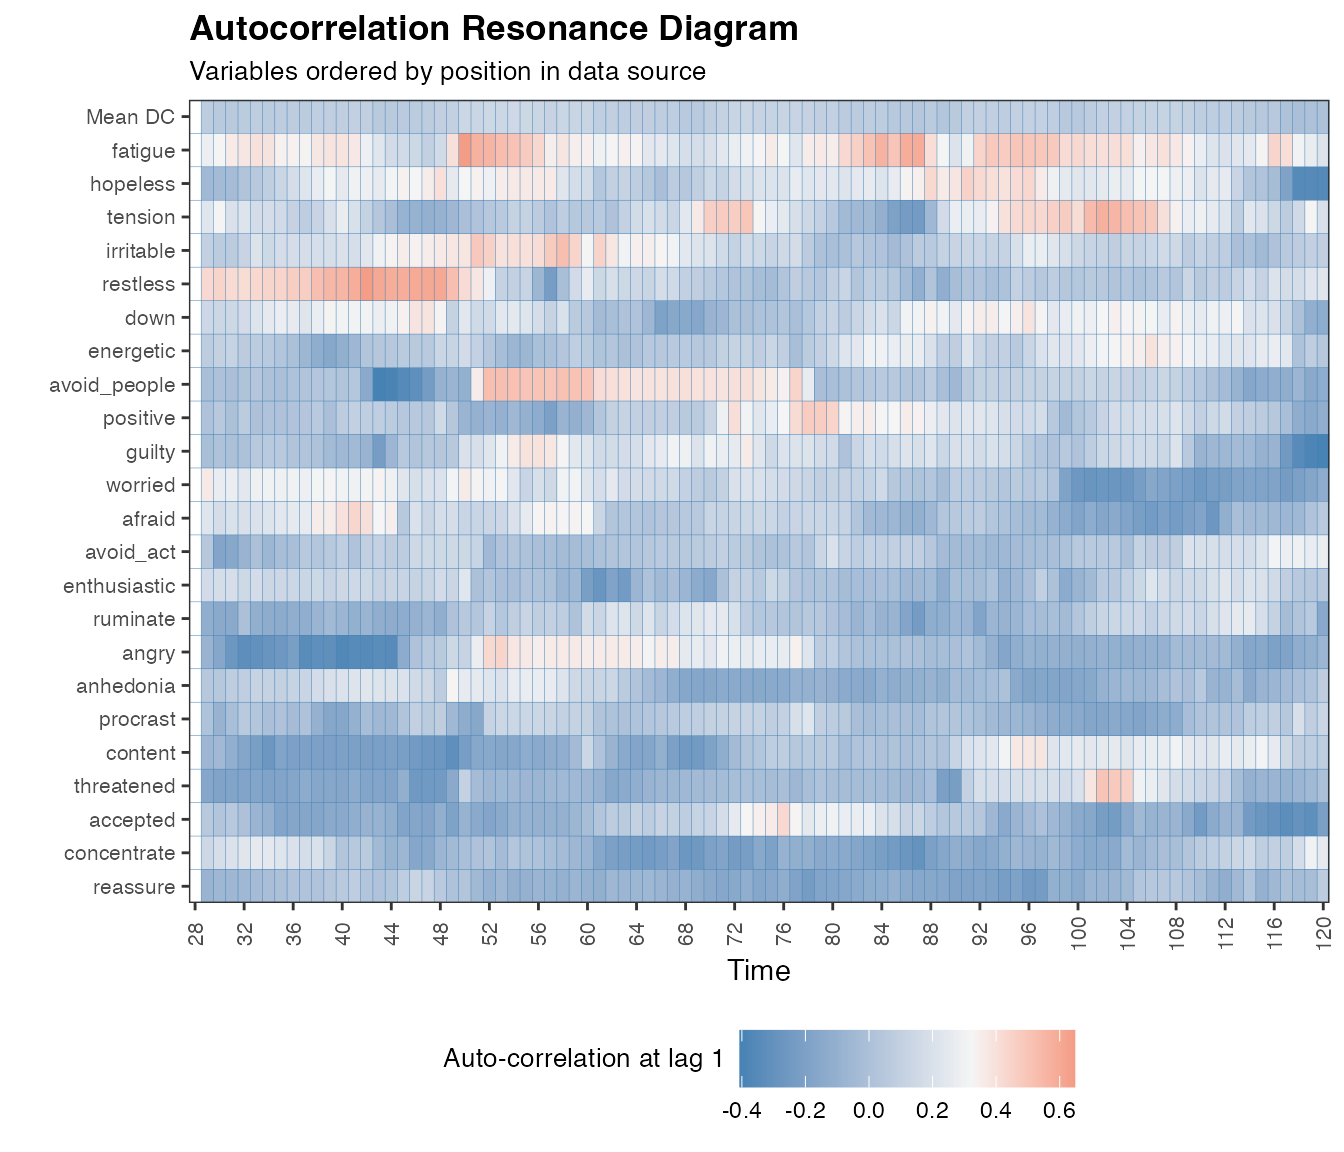 Autocorrelation Resonance Diagram
Variables ordered by position in data source
Mean DC
fatigue
hopeless
tension
irritable
restless
down
energetic
avoid_people
positive
guilty
worried
afraid
avoid_act
enthusiastic
ruminate
angry
anhedonia
procrast
content
threatened
accepted
concentrate
reassure
28 32 36 40 44 48 52 56 60 64 68 72 76 80 84 88 92 96 100 104 108 112 116 120
Time
Auto-correlation at lag 1
-0.4 -0.2 0.0 0.2 0.4 0.6